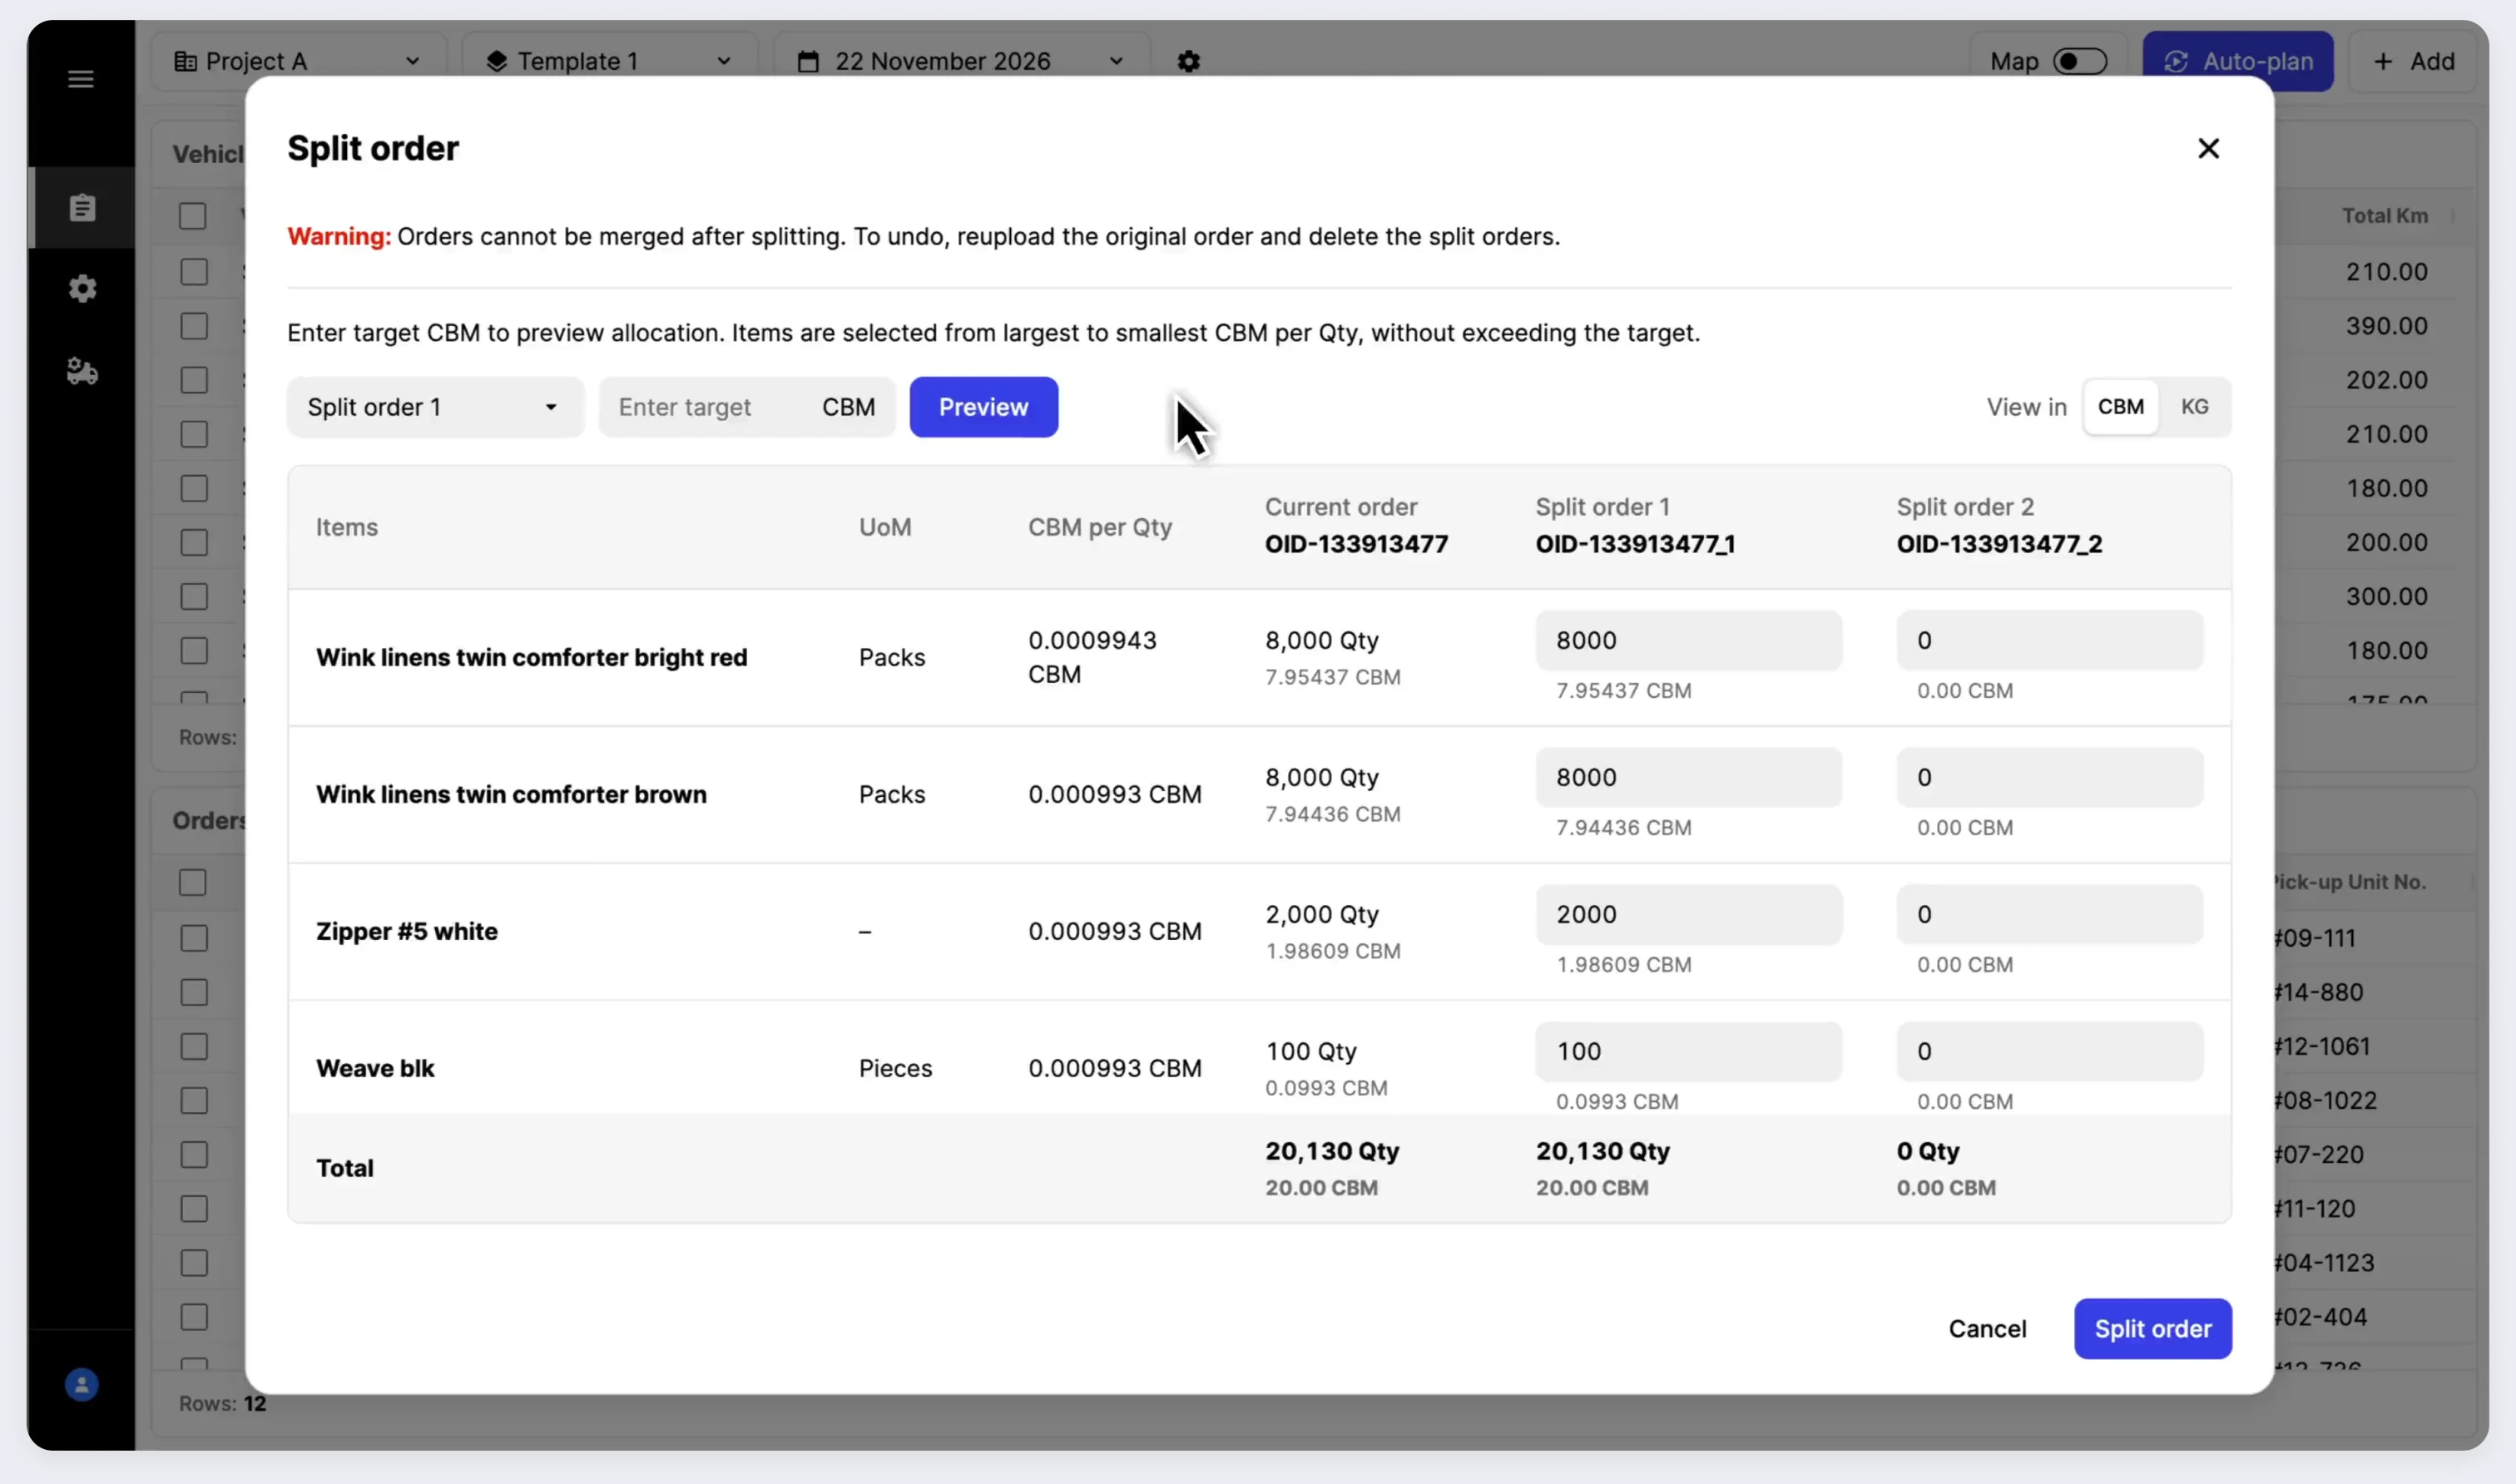 Project A
Template 1
22 November 2026
Map
Auto-plan
+ Add
Split order
Warning: Orders cannot be merged after splitting. To undo, reupload the original order and delete the split orders.
Enter target CBM to preview allocation. Items are selected from largest to smallest CBM per Qty, without exceeding the target.
Split order 1
Enter target CBM
Preview
View in
CBM
KG
Items
UoM
CBM per Qty
Current order
OID-133913477
Split order 1
OID-133913477_1
Split order 2
OID-133913477_2
Wink linens twin comforter bright red
Packs
0.0009943
CBM
8,000 Qty
7.95437 CBM
8000
7.95437 CBM
0
0.00 CBM
Wink linens twin comforter brown
Packs
0.000993 CBM
8,000 Qty
7.94436 CBM
8000
7.94436 CBM
0
0.00 CBM
Zipper #5 white
–
0.000993 CBM
2,000 Qty
1.98609 CBM
2000
1.98609 CBM
0
0.00 CBM
Weave blk
Pieces
0.000993 CBM
100 Qty
0.0993 CBM
100
0.0993 CBM
0
0.00 CBM
Total
20,130 Qty
20.00 CBM
20,130 Qty
20.00 CBM
0 Qty
0.00 CBM
Cancel
Split order
Vehicl
Total Km
210.00
390.00
202.00
210.00
180.00
200.00
300.00
180.00
Rows:
Orders
Pick-up Unit No.
#09-111
#14-880
#12-1061
#08-1022
#07-220
#11-120
#04-1123
#02-404
Rows: 12